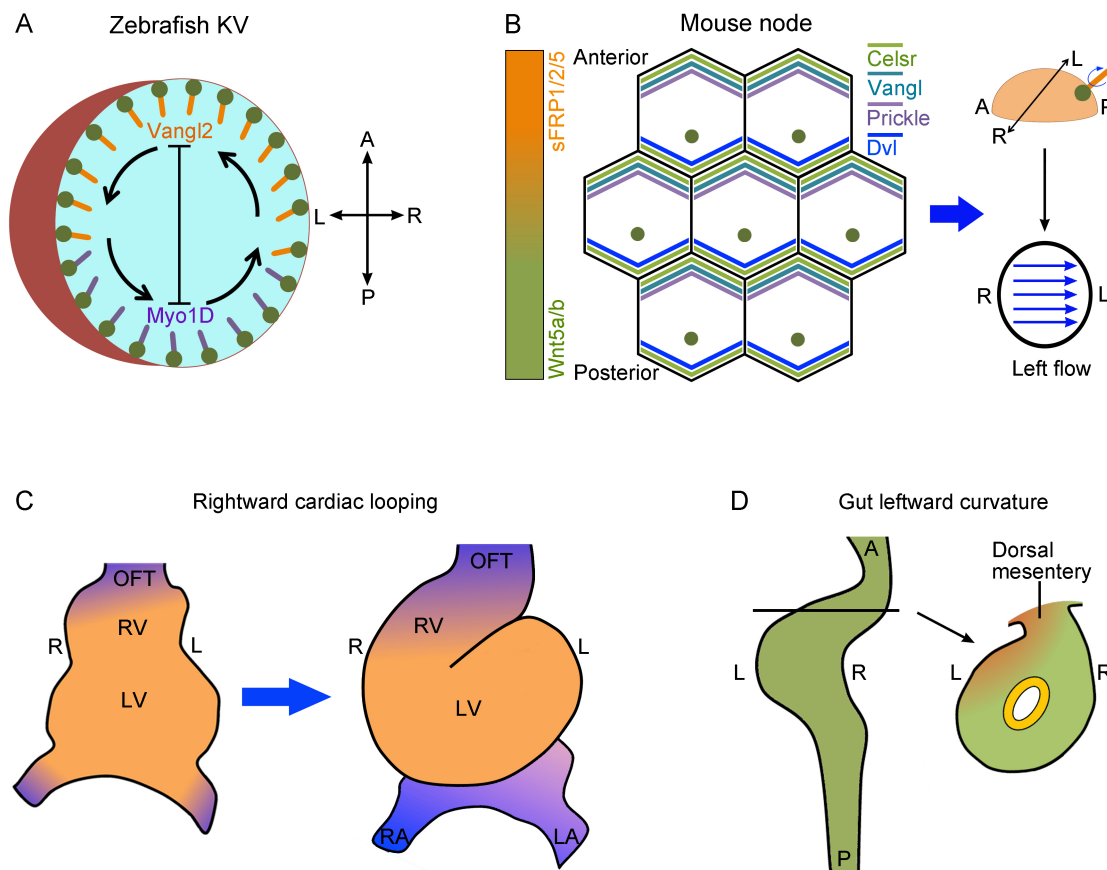 A
Zebrafish KV
Vangl2
Myo1D
A
L
R
P
B
Mouse node
sFRP1/2/5
Wnt5a/b
Anterior
Posterior
Celsr
Vangl
Prickle
Dvl
L
A
P
R
R
L
Left flow
C
Rightward cardiac looping
OFT
RV
R
L
LV
OFT
RV
R
L
LV
RA
LA
D
Gut leftward curvature
A
L
R
P
Dorsal
mesentery
L
R